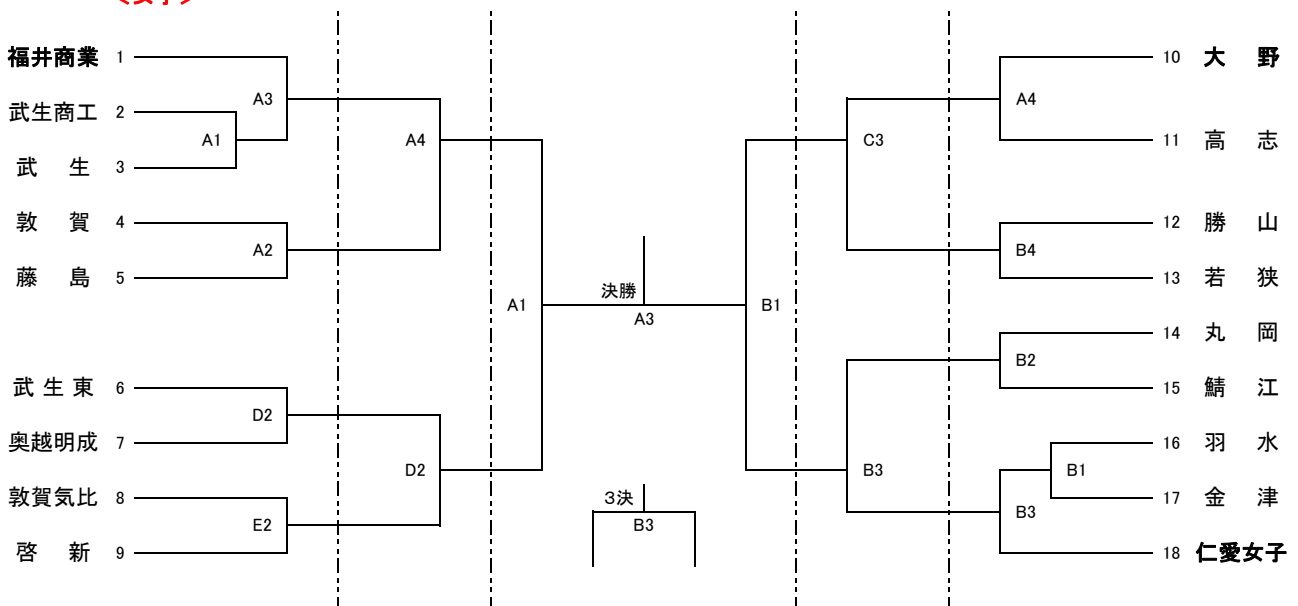 <女子>
福井商業 1
武生商工 2
武 生 3
敦 賀 4
藤 島 5
武生東 6
奥越明成 7
敦賀気比 8
啓 新 9
A3
A1
A2
D2
E2
A4
D2
A1
決勝
A3
3決
B3
B1
C3
B3
A4
B4
B2
B1
B3
10 大 野
11 高 志
12 勝 山
13 若 狭
14 丸 岡
15 鯖 江
16 羽 水
17 金 津
18 仁愛女子